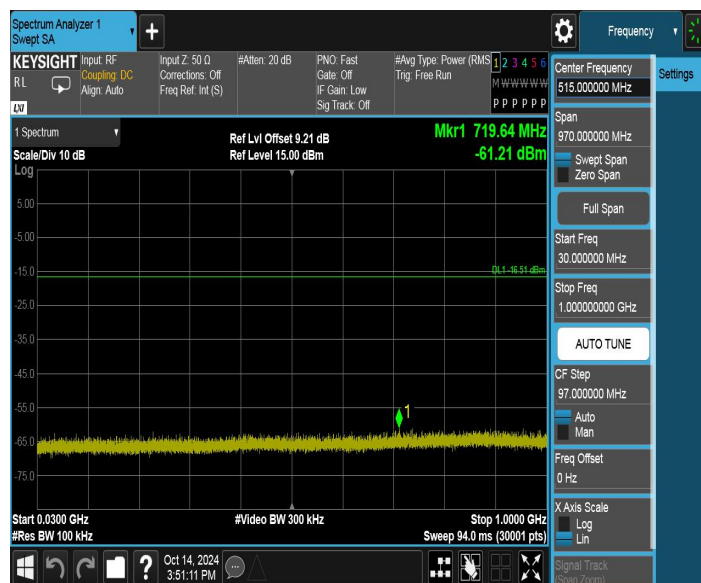 Spectrum Analyzer 1
Swept SA
+
Frequency
KEYSIGHT
RL
LXI
Input: RF
Coupling: DC
Align: Auto
Input Z: 50 Ω
Corrections: Off
Freq Ref: Int (S)
#Atten: 20 dB
PNO: Fast
Gate: Off
IF Gain: Low
Sig Track: Off
#Avg Type: Power (RMS
Trig: Free Run
1 2 3 4 5 6
M W W W W W
P P P P P P
1 Spectrum
Scale/Div 10 dB
Log
Ref Lvl Offset 9.21 dB
Ref Level 15.00 dBm
Mkr1 719.64 MHz
-61.21 dBm
5.00
-5.00
-15.0
DL1 -16.51 dBm
-25.0
-35.0
-45.0
-55.0
1
-65.0
-75.0
Start 0.0300 GHz
#Res BW 100 kHz
#Video BW 300 kHz
Stop 1.0000 GHz
Sweep 94.0 ms (30001 pts)
?
Oct 14, 2024
3:51:11 PM
Center Frequency
515.000000 MHz
Span
970.000000 MHz
Swept Span
Zero Span
Full Span
Start Freq
30.000000 MHz
Stop Freq
1.000000000 GHz
AUTO TUNE
CF Step
97.000000 MHz
Auto
Man
Freq Offset
0 Hz
X Axis Scale
Log
Lin
Signal Track
(Span Zoom)
Settings